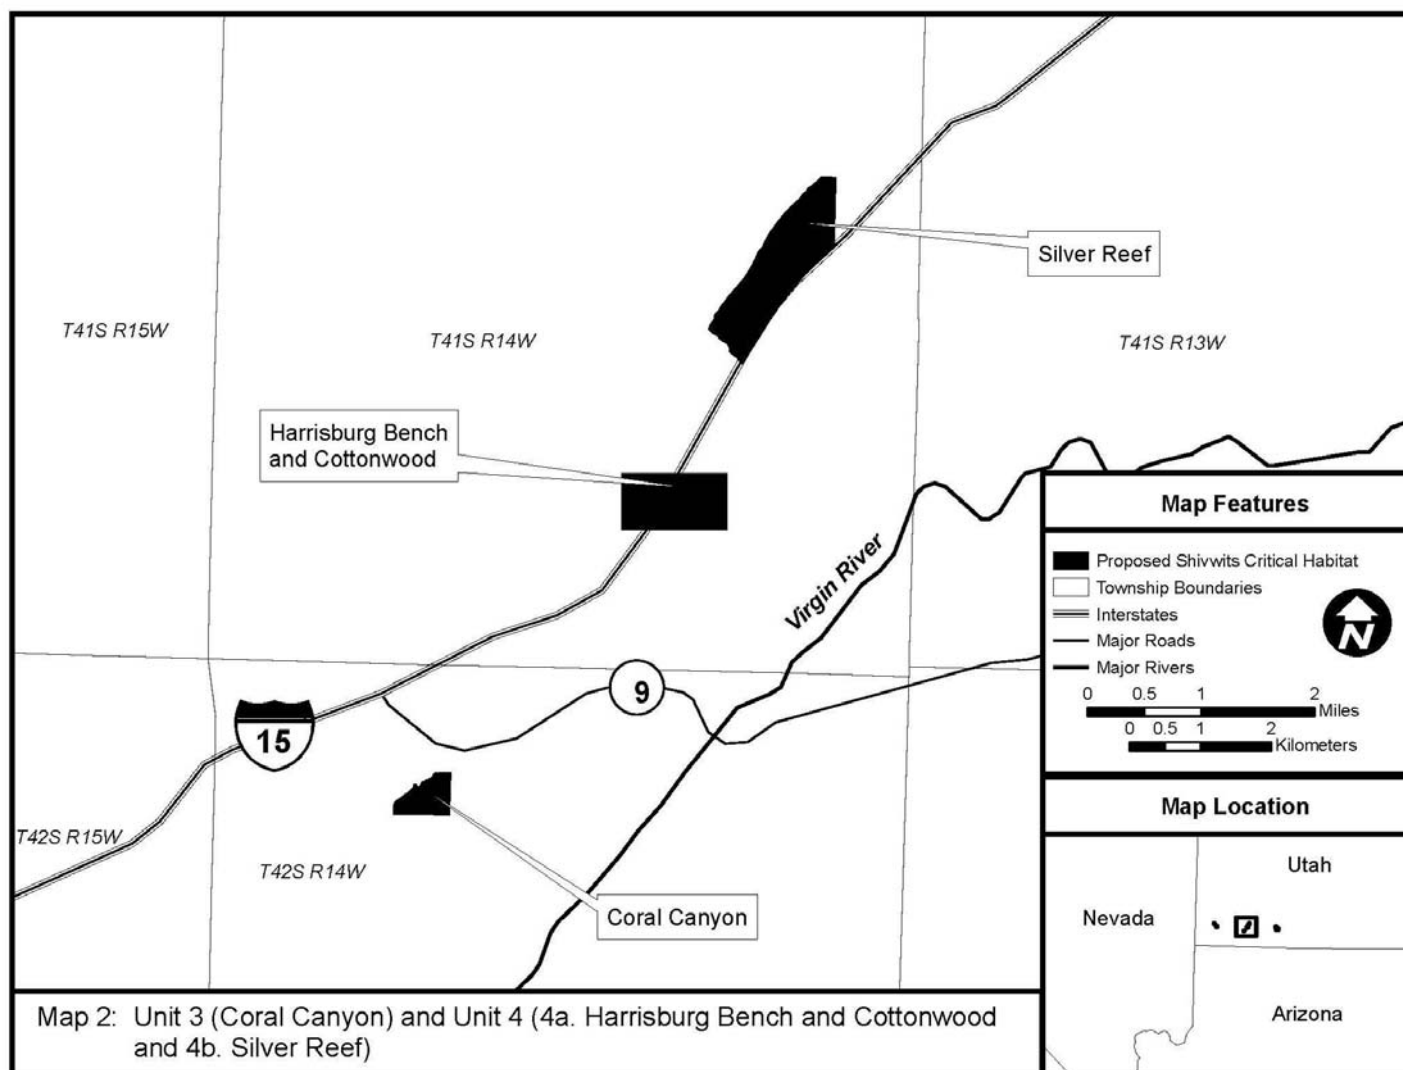 Silver Reef
T41S R15W
T41S R14W
T41S R13W
Harrisburg Bench
and Cottonwood
Virgin River
9
15
T42S R15W
T42S R14W
Coral Canyon
Map Features
Proposed Shivwits Critical Habitat
Township Boundaries
Interstates
Major Roads
Major Rivers
N
0 0.5 1 2
Miles
0 0.5 1 2
Kilometers
Map Location
Utah
Nevada
Arizona
Map 2: Unit 3 (Coral Canyon) and Unit 4 (4a. Harrisburg Bench and Cottonwood
and 4b. Silver Reef)